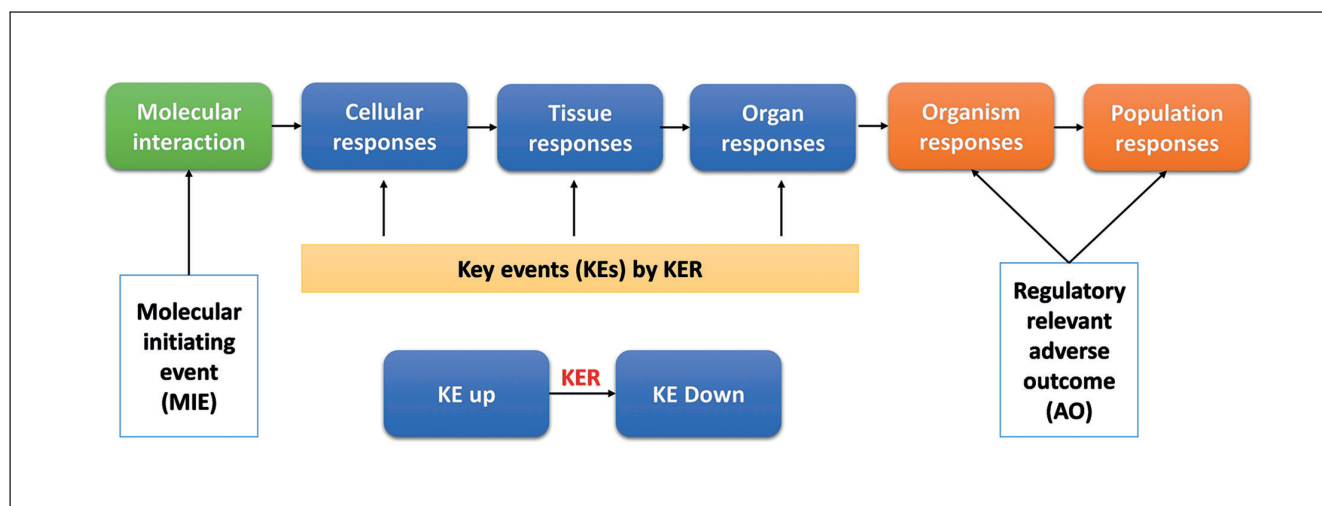 Molecular
interaction
Cellular
responses
Tissue
responses
Organ
responses
Organism
responses
Population
responses
Key events (KEs) by KER
Molecular
initiating
event
(MIE)
Regulatory
relevant
adverse
outcome
(AO)
KE up
KER
KE Down